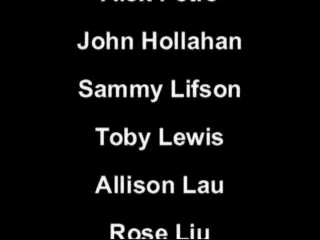 John Hollahan
Sammy Lifson
Toby Lewis
Allison Lau
Rose Liu